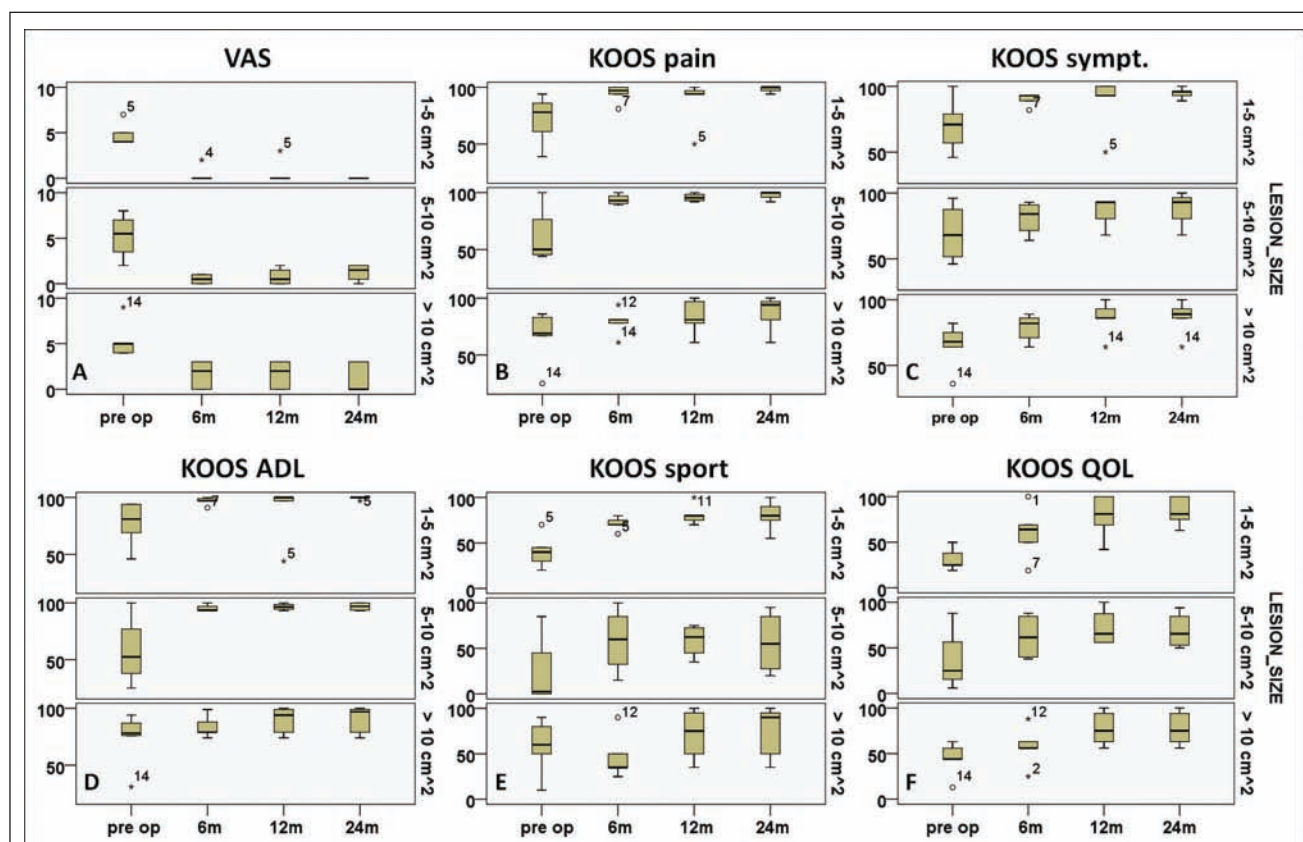 VAS
KOOS pain
KOOS sympt.
10
5
0
5
4
5
1-5 cm^2
10
5
0
5-10 cm^2
10
5
0
14
> 10 cm^2
A
pre op 6m 12m 24m
100
50
7
5
1-5 cm^2
100
50
5-10 cm^2
100
50
14
12
14
> 10 cm^2
B
pre op 6m 12m 24m
100
50
7
5
1-5 cm^2
100
50
5-10 cm^2
100
50
14
14
14
> 10 cm^2
C
pre op 6m 12m 24m
LESION_SIZE
KOOS ADL
KOOS sport
KOOS QOL
100
50
7
5
5
1-5 cm^2
100
50
5-10 cm^2
100
50
14
> 10 cm^2
D
pre op 6m 12m 24m
100
50
0
5
5
11
1-5 cm^2
100
50
0
5-10 cm^2
100
50
0
12
> 10 cm^2
E
pre op 6m 12m 24m
100
50
0
1
7
1-5 cm^2
100
50
0
5-10 cm^2
100
50
0
14
12
2
> 10 cm^2
F
pre op 6m 12m 24m
LESION_SIZE